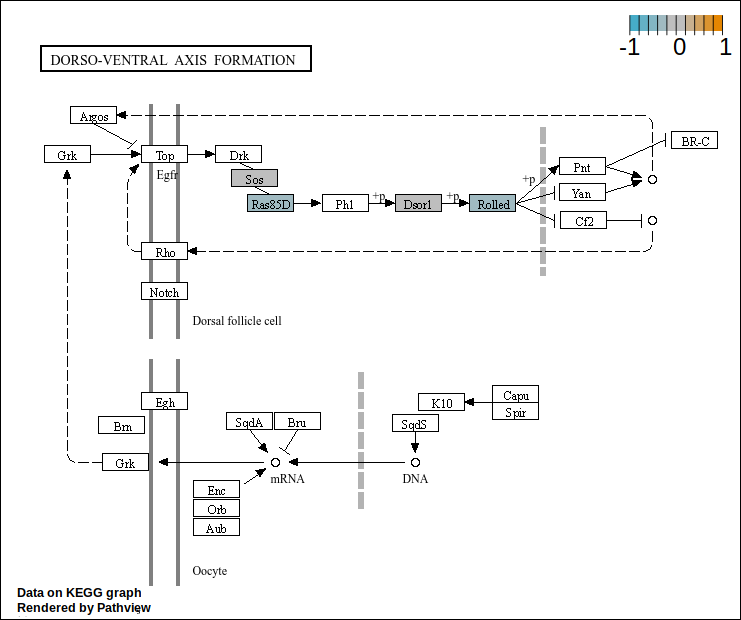 -1 0 1
DORSO-VENTRAL AXIS FORMATION
Argos
BR-C
Grk
Top
Drk
Egfr
Sos
+p
Pnt
Ras85D
Phl
+p
Dsor1
+p
Rolled
Yan
Cf2
Rho
Notch
Dorsal follicle cell
Egh
Capu
K10
Spir
Brn
SqdA
Bru
SqdS
Grk
mRNA
DNA
Enc
Orb
Aub
Oocyte
Data on KEGG graph
Rendered by Pathview